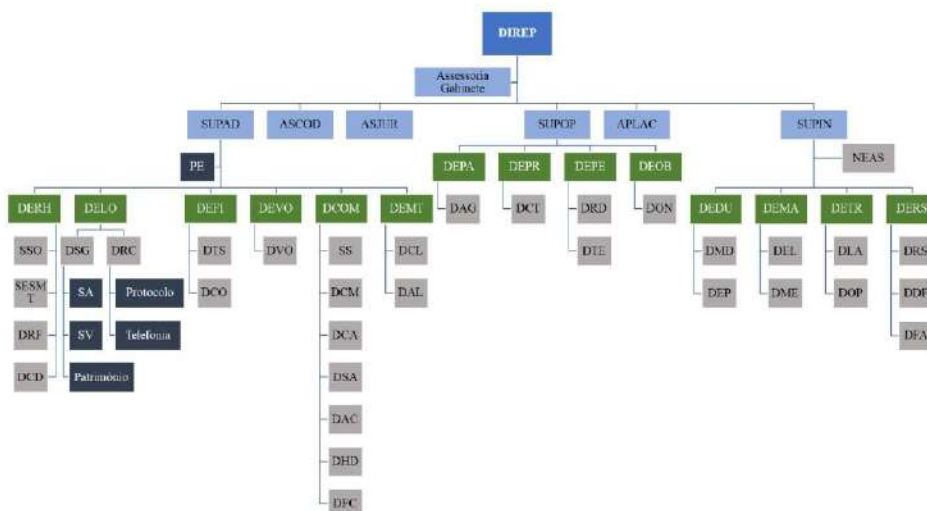 DIREP
Assessoria
Gabinete
SUPAD ASCOD ASJUR SUPOP APLAC SUPIN
PE DEPA DEPR DEPE DEOB NEAS
DERH DELO DEFI DEVO DCOM DEMT DAG DCT DRD DON DEDU DEMA DETR DERS
SSO DSG DRC DTS DVO SS DCL DTE DMD DEL DLA DRS
SESM
T
SA Protocolo DCO DCM DAL DEP DME DOP DDF
DRF SV Telefonia DCA DFA
DCD Patrimônio DSA
DAC
DHD
DFC